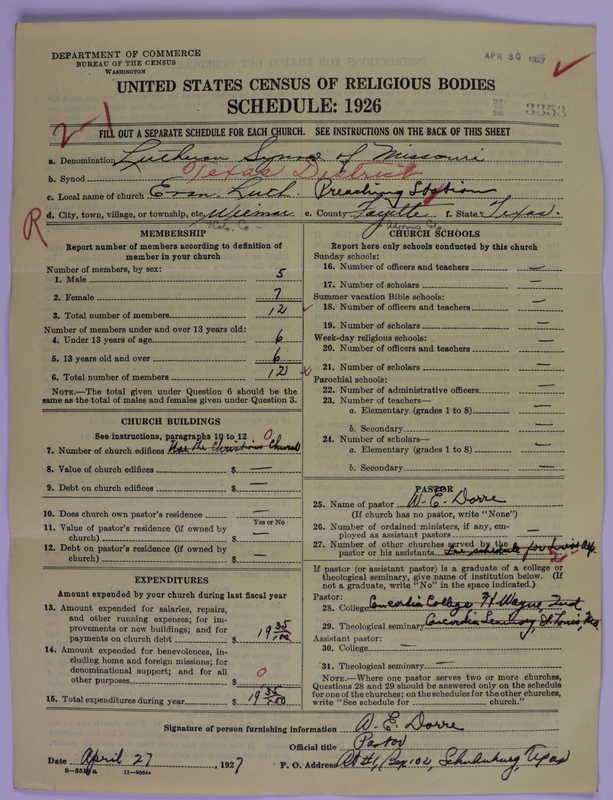 DEPARTMENT OF COMMERCE
BUREAU OF THE CENSUS
WASHINGTON
APR 30 1927
UNITED STATES CENSUS OF RELIGIOUS BODIES
SCHEDULE: 1926
3353
2-1
FILL OUT A SEPARATE SCHEDULE FOR EACH CHURCH. SEE INSTRUCTIONS ON THE BACK OF THIS SHEET
a. Denomination Lutheran Synod of Missouri
b. Synod Texas District
c. Local name of church Evan. Luth. Preaching Station
d. City, town, village, or township, etc. Weimar e. County Fayette f. State Texas.
Colo. Co
R
MEMBERSHIP
Report number of members according to definition of
member in your church
Number of members, by sex:
1. Male 5
2. Female 7
3. Total number of members 12
Number of members under and over 13 years old:
4. Under 13 years of age 6
5. 13 years old and over 6
6. Total number of members 12
NOTE.—The total given under Question 6 should be the
same as the total of males and females given under Question 3.
CHURCH BUILDINGS
See instructions, paragraphs 10 to 12 0
7. Number of church edifices Use the Christian Church
8. Value of church edifices $ —
9. Debt on church edifices $ —
10. Does church own pastor's residence —
Yes or No
11. Value of pastor's residence (if owned by
church) $ —
12. Debt on pastor's residence (if owned by
church) $ —
EXPENDITURES
Amount expended by your church during last fiscal year
13. Amount expended for salaries, repairs,
and other running expenses; for im-
provements or new buildings; and for
payments on church debt $ 19 35/100
14. Amount expended for benevolences, in-
cluding home and foreign missions; for
denominational support; and for all
other purposes $ 0
15. Total expenditures during year $ 19 35/100
CHURCH SCHOOLS
Report here only schools conducted by this church
Sunday schools:
16. Number of officers and teachers —
17. Number of scholars —
Summer vacation Bible schools:
18. Number of officers and teachers —
19. Number of scholars —
Week-day religious schools:
20. Number of officers and teachers —
21. Number of scholars —
Parochial schools:
22. Number of administrative officers —
23. Number of teachers—
a. Elementary (grades 1 to 8) —
b. Secondary —
24. Number of scholars—
a. Elementary (grades 1 to 8) —
b. Secondary —
PASTOR
25. Name of pastor W. E. Dorre
(If church has no pastor, write "None")
26. Number of ordained ministers, if any, em-
ployed as assistant pastors —
27. Number of other churches served by the
pastor or his assistants See schedule for
2
If pastor (or assistant pastor) is a graduate of a college or
theological seminary, give name of institution below. (If
not a graduate, write "No" in the space indicated.)
Pastor:
28. College Concordia College Ft Wayne, Ind
29. Theological seminary Concordia Seminary, St. Louis, Mo
Assistant pastor:
30. College —
31. Theological seminary —
NOTE.—Where one pastor serves two or more churches,
Questions 28 and 29 should be answered only on the schedule
for one of the churches; on the schedules for the other churches,
write "See schedule for church."
Signature of person furnishing information W. E. Dorre
Official title Pastor
Date April 27, 1927 P. O. Address Rt #1, Box 102, Schulenburg, Texas
11—9034